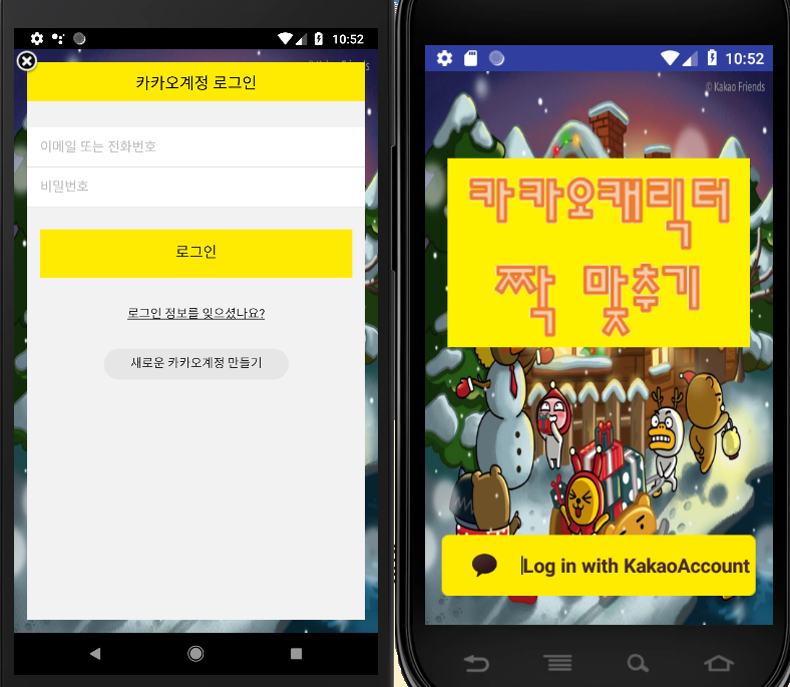 10:52
카카오계정 로그인
이메일 또는 전화번호
비밀번호
로그인
로그인 정보를 잊으셨나요?
새로운 카카오계정 만들기
10:52
© Kakao Friends
카카오캐릭터
짝 맞추기
Log in with KakaoAccount